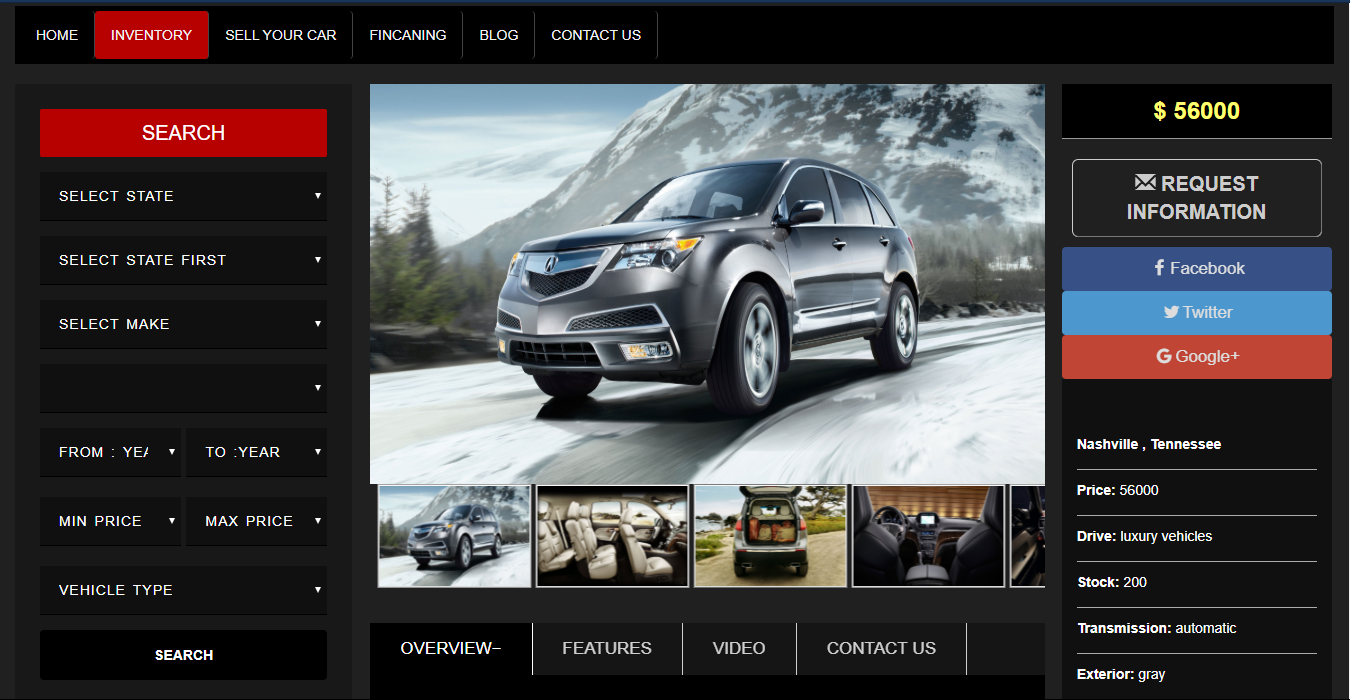 HOME INVENTORY SELL YOUR CAR FINCANING BLOG CONTACT US
SEARCH
SELECT STATE
SELECT STATE FIRST
SELECT MAKE
FROM : YEA TO :YEAR
MIN PRICE MAX PRICE
VEHICLE TYPE
SEARCH
OVERVIEW– FEATURES VIDEO CONTACT US
$ 56000
REQUEST
INFORMATION
Facebook
Twitter
Google+
Nashville , Tennessee
Price: 56000
Drive: luxury vehicles
Stock: 200
Transmission: automatic
Exterior: gray